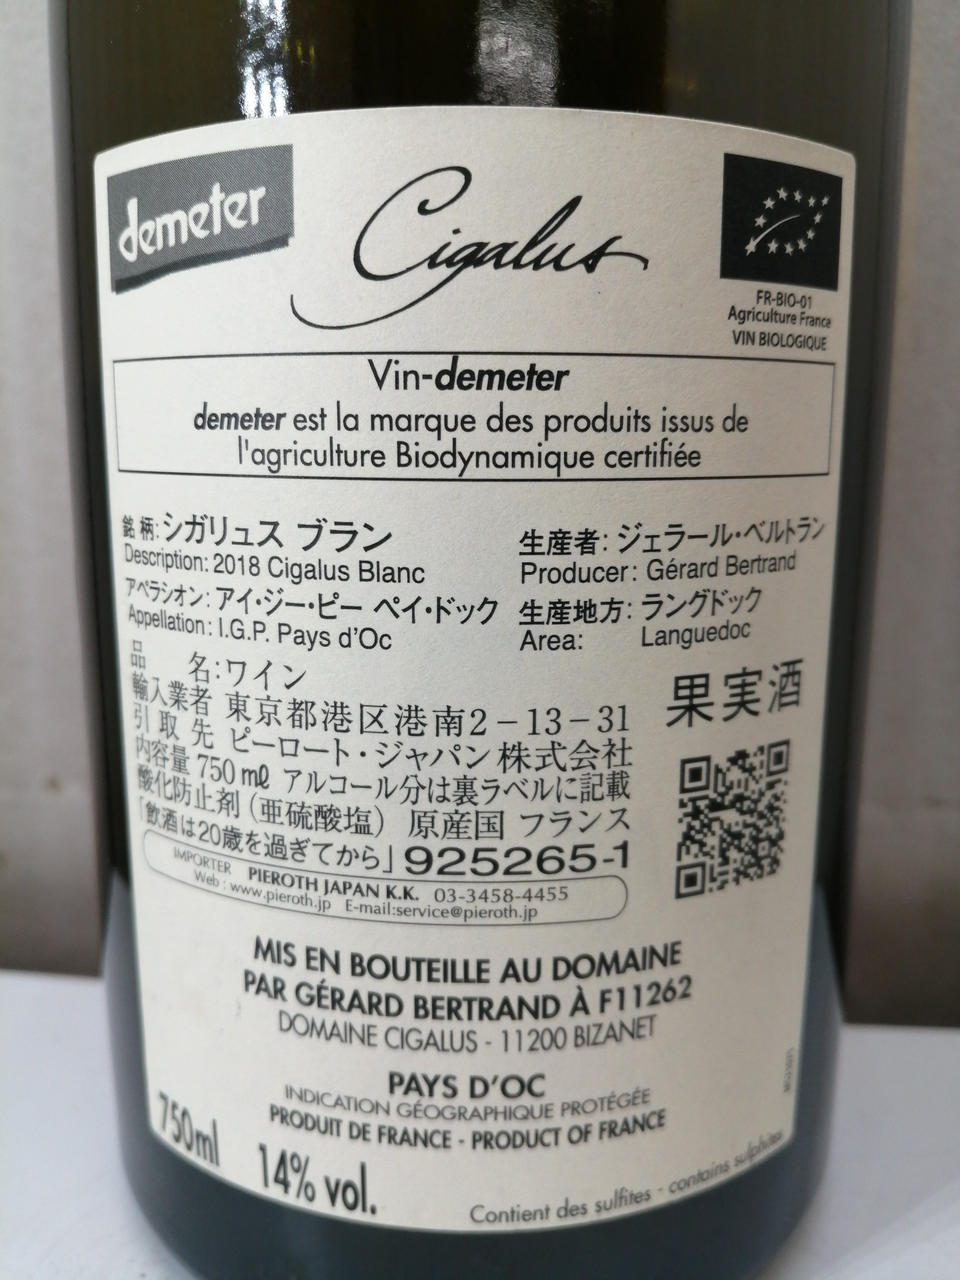 demeter
Cigalus
FR-BIO-01
Agriculture France
VIN BIOLOGIQUE
Vin-demeter
demeter est la marque des produits issus de
l'agriculture Biodynamique certifiée
銘柄:シガリュス ブラン
Description: 2018 Cigalus Blanc
アペラシオン:アイ・ジー・ピー ペイ・ドック
Appellation: I.G.P. Pays d'Oc
生産者:ジェラール・ベルトラン
Producer: Gérard Bertrand
生産地方:ラングドック
Area: Languedoc
品 名:ワイン
輸入業者 東京都港区港南2-13-31
引取先 ピーロート・ジャパン株式会社
内容量 750mℓ アルコール分は裏ラベルに記載
酸化防止剤(亜硫酸塩) 原産国 フランス
「飲酒は20歳を過ぎてから」925265-1
果実酒
IMPORTER PIEROTH JAPAN K.K. 03-3458-4455
Web : www.pieroth.jp E-mail:service@pieroth.jp
MIS EN BOUTEILLE AU DOMAINE
PAR GÉRARD BERTRAND À F11262
DOMAINE CIGALUS - 11200 BIZANET
PAYS D'OC
INDICATION GÉOGRAPHIQUE PROTÉGÉE
PRODUIT DE FRANCE - PRODUCT OF FRANCE
750ml
14% vol.
Contient des sulfites - contains sulphites